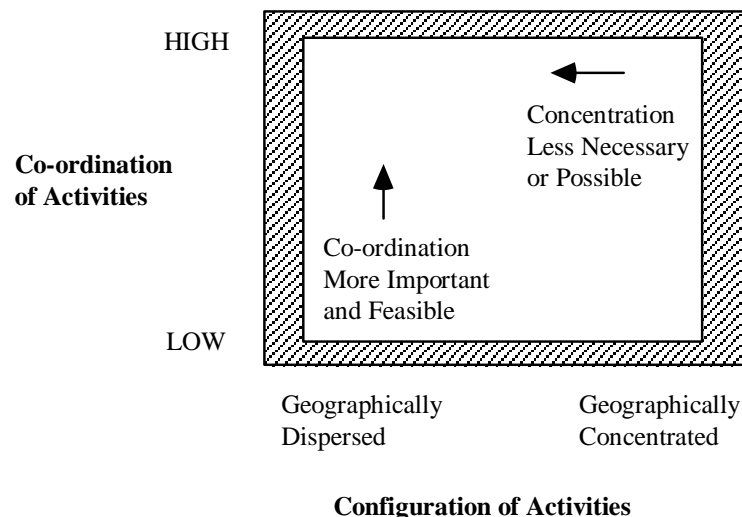 HIGH
Concentration
Less Necessary
or Possible
Co-ordination
of Activities
Co-ordination
More Important
and Feasible
LOW
Geographically
Dispersed
Geographically
Concentrated
Configuration of Activities